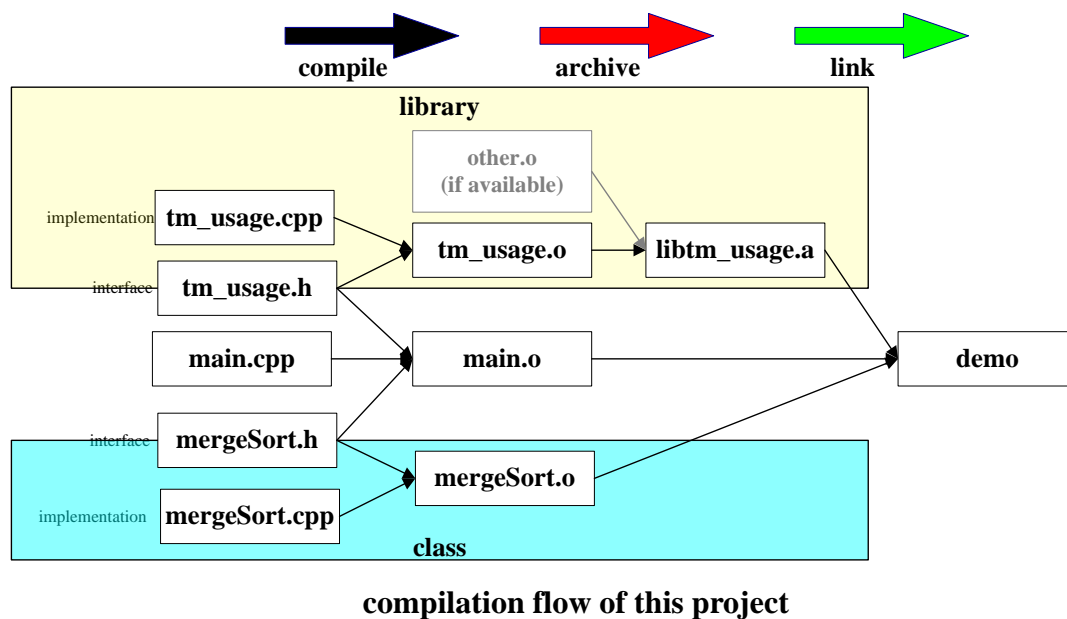 compile
archive
link
library
other.o
(if available)
implementation
tm_usage.cpp
tm_usage.o
libtm_usage.a
interface
tm_usage.h
main.cpp
main.o
demo
interface
mergeSort.h
mergeSort.o
implementation
mergeSort.cpp
class
compilation flow of this project